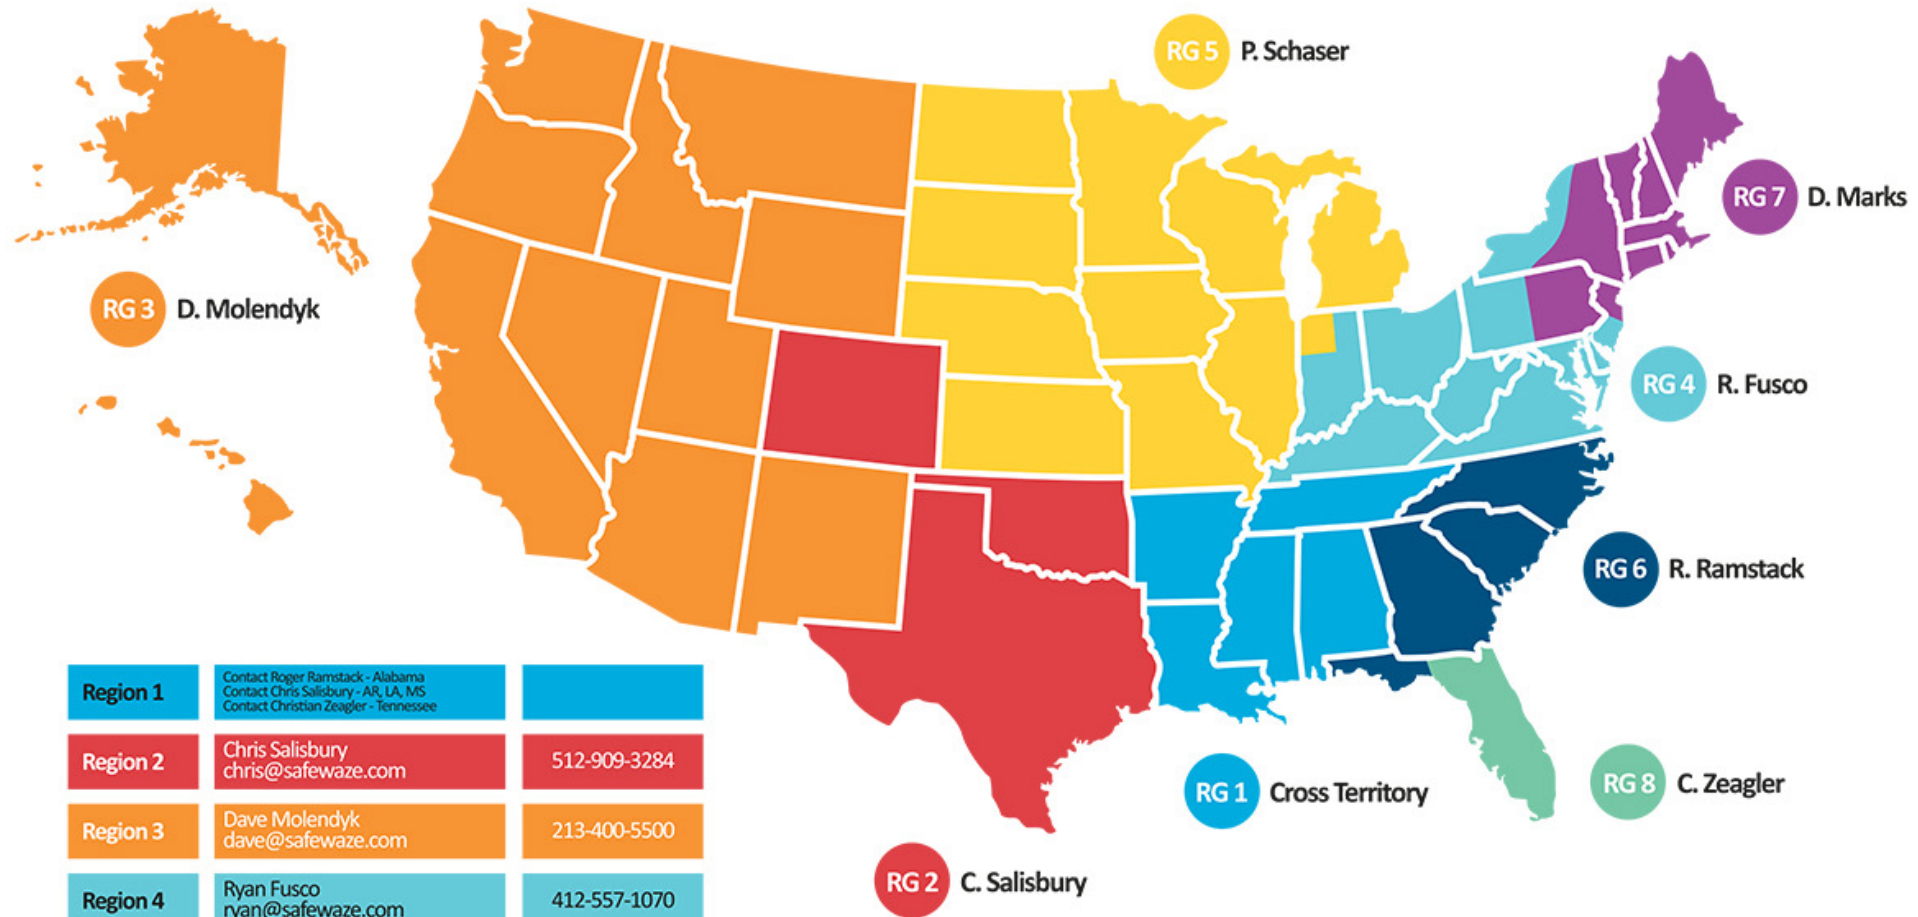 RG 5 P. Schaser
RG 7 D. Marks
RG 3 D. Molendyk
RG 4 R. Fusco
RG 6 R. Ramstack
RG 1 Cross Territory
RG 8 C. Zeagler
RG 2 C. Salisbury
Region 1
Contact Roger Ramstack - Alabama
Contact Chris Salisbury - AR, LA, MS
Contact Christian Zeagler - Tennessee
Region 2
Chris Salisbury
chris@safewaze.com
512-909-3284
Region 3
Dave Molendyk
dave@safewaze.com
213-400-5500
Region 4
Ryan Fusco
ryan@safewaze.com
412-557-1070